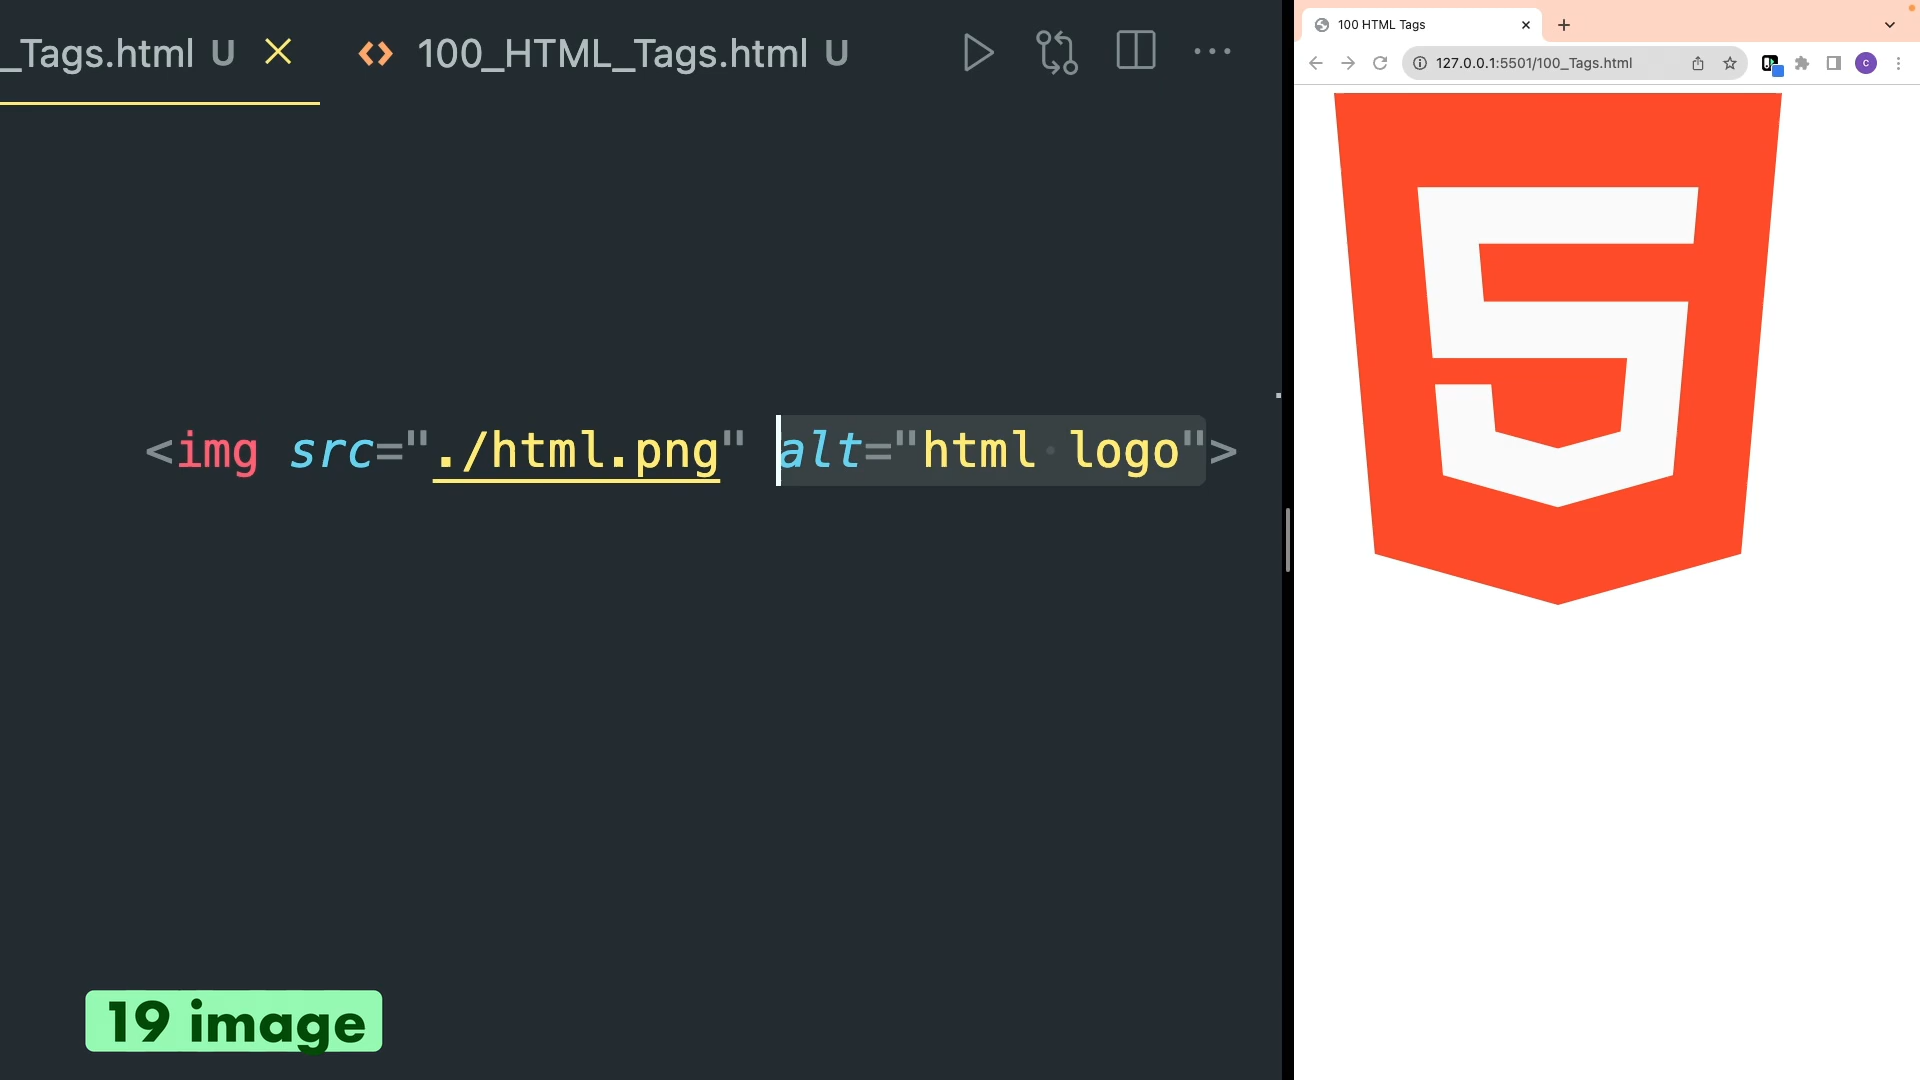 _Tags.html U
100_HTML_Tags.html U
<img src="./html.png" alt="html logo">
19 image
100 HTML Tags
127.0.0.1:5501/100_Tags.html
c
5